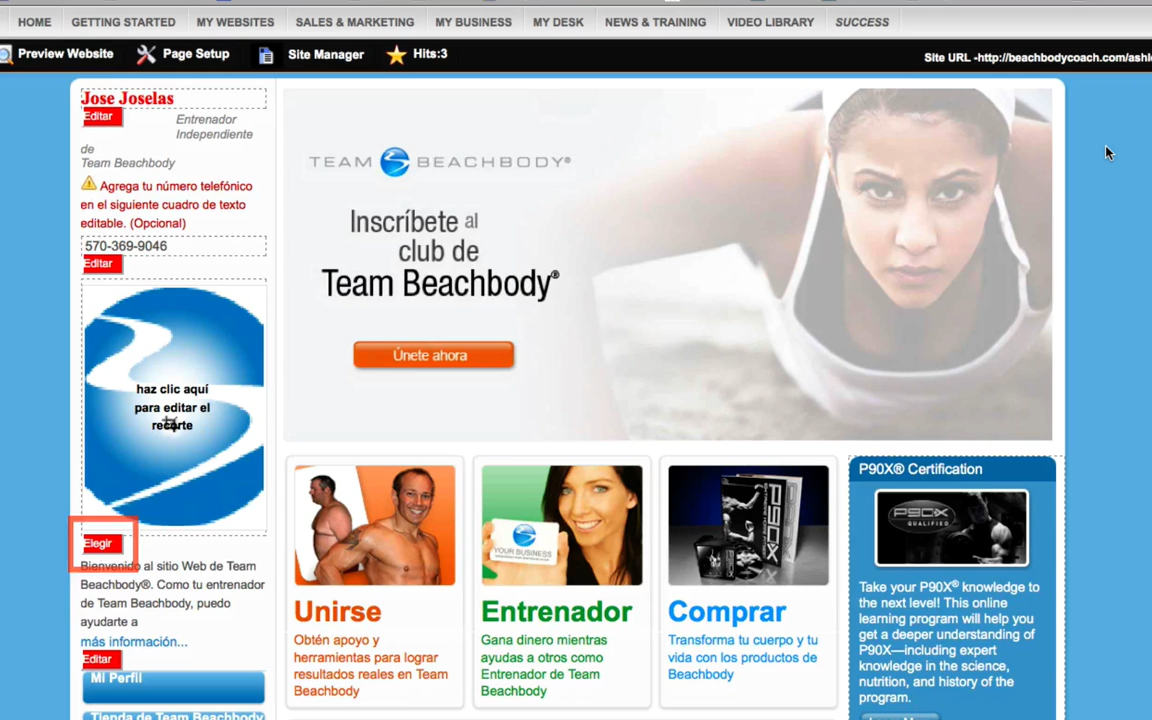 HOME GETTING STARTED MY WEBSITES SALES & MARKETING MY BUSINESS MY DESK NEWS & TRAINING VIDEO LIBRARY SUCCESS
Preview Website Page Setup Site Manager Hits:3 Site URL -http://beachbodycoach.com/ashle
Jose Joselas
Editar
Entrenador
Independiente
de
Team Beachbody
Agrega tu número telefónico
en el siguiente cuadro de texto
editable. (Opcional)
570-369-9046
Editar
haz clic aquí
para editar el
recorte
Elegir
Bienvenido al sitio Web de Team
Beachbody®. Como tu entrenador
de Team Beachbody, puedo
ayudarte a
más información...
Editar
Mi Perfil
Tienda de Team Beachbody
TEAM BEACHBODY®
Inscríbete al
club de
Team Beachbody®
Únete ahora
Unirse
Obtén apoyo y
herramientas para lograr
resultados reales en Team
Beachbody
YOUR BUSINESS
Entrenador
Gana dinero mientras
ayudas a otros como
Entrenador de Team
Beachbody
P90X
Comprar
Transforma tu cuerpo y tu
vida con los productos de
Beachbody
P90X® Certification
P90X
QUALIFIED
Take your P90X® knowledge to
the next level! This online
learning program will help you
get a deeper understanding of
P90X—including expert
knowledge in the science,
nutrition, and history of the
program.